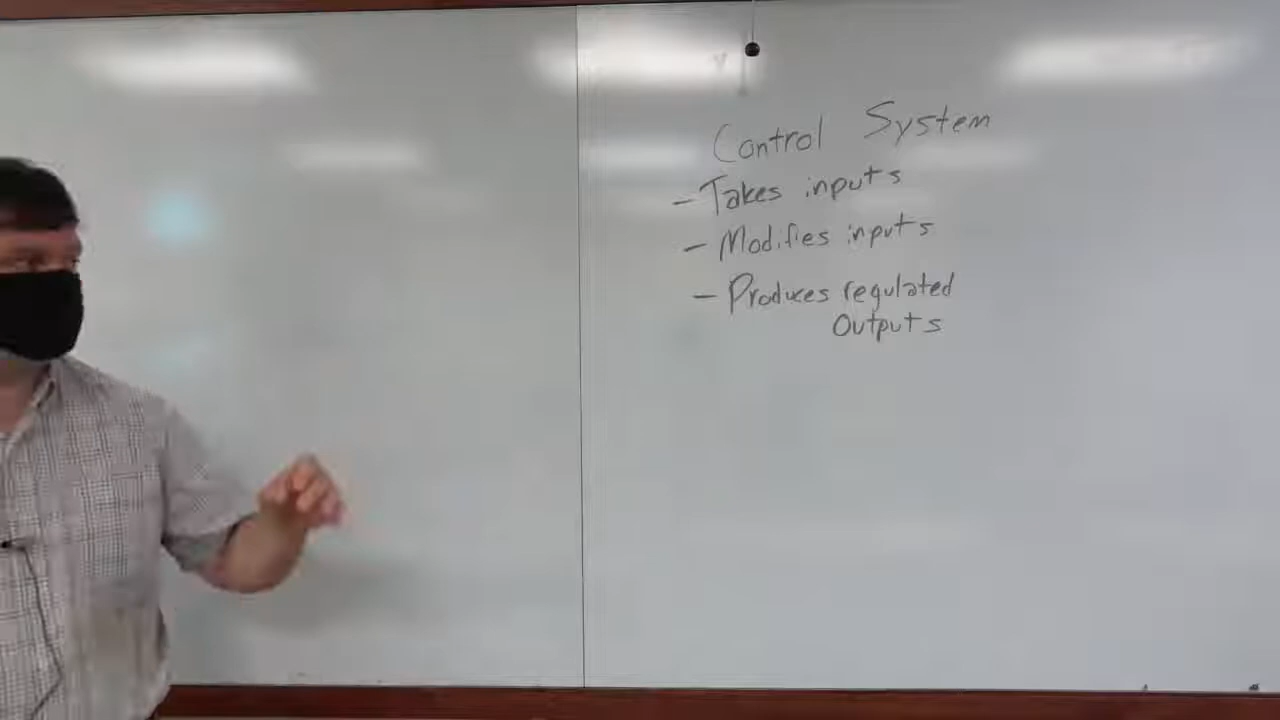 Control System
- Takes inputs
- Modifies inputs
- Produces regulated
Outputs